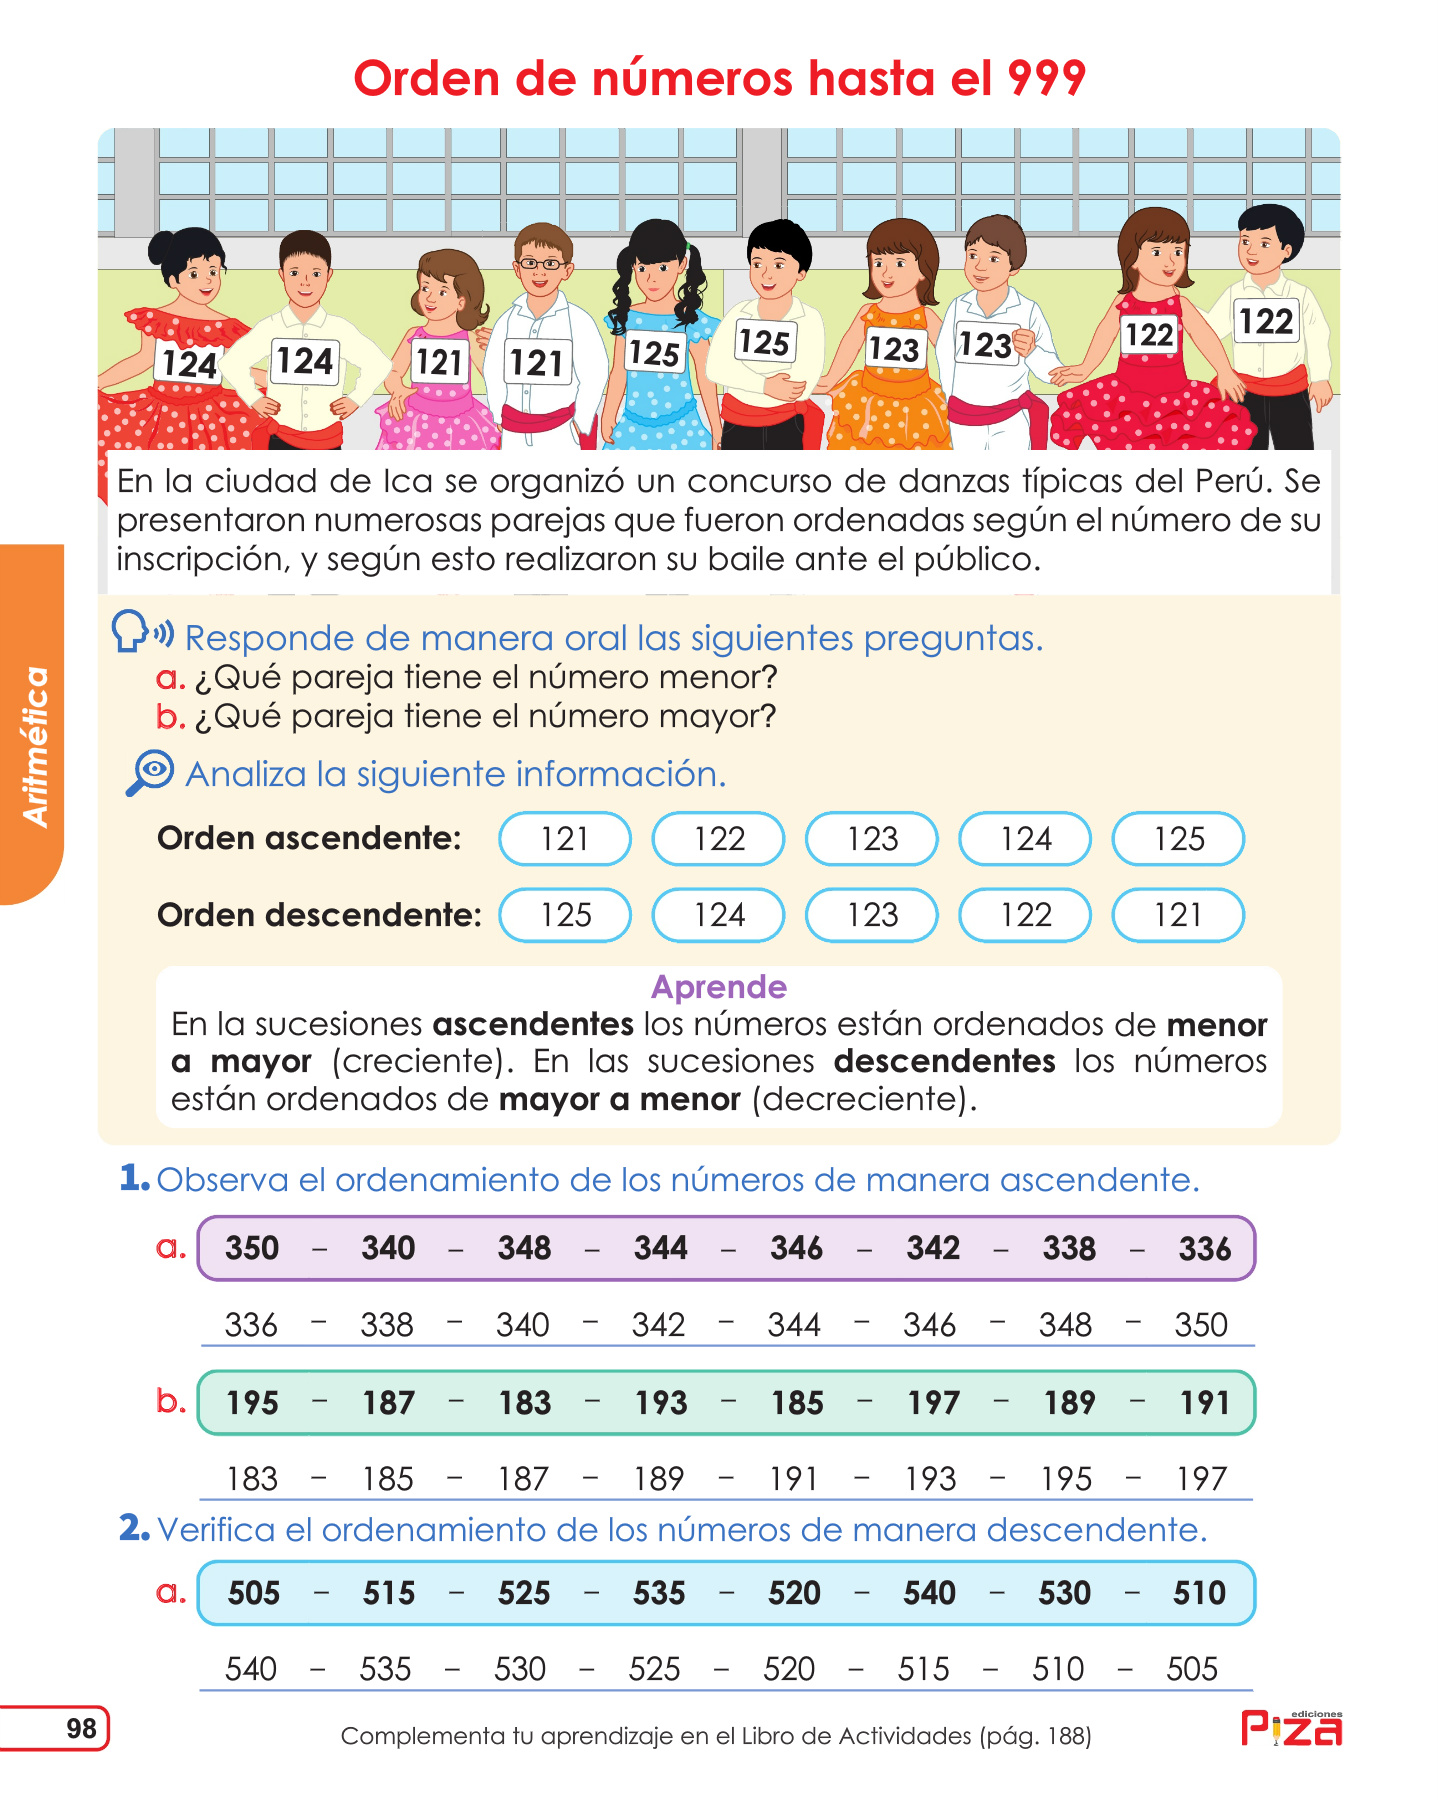 Orden de números hasta el 999
124 124 121 121 125 125 123 123 122 122
En la ciudad de Ica se organizó un concurso de danzas típicas del Perú. Se
presentaron numerosas parejas que fueron ordenadas según el número de su
inscripción, y según esto realizaron su baile ante el público.
Responde de manera oral las siguientes preguntas.
a. ¿Qué pareja tiene el número menor?
b. ¿Qué pareja tiene el número mayor?
Analiza la siguiente información.
Orden ascendente: 121 122 123 124 125
Orden descendente: 125 124 123 122 121
Aprende
En la sucesiones ascendentes los números están ordenados de menor
a mayor (creciente). En las sucesiones descendentes los números
están ordenados de mayor a menor (decreciente).
1. Observa el ordenamiento de los números de manera ascendente.
a. 350 – 340 – 348 – 344 – 346 – 342 – 338 – 336
336 – 338 – 340 – 342 – 344 – 346 – 348 – 350
b. 195 – 187 – 183 – 193 – 185 – 197 – 189 – 191
183 – 185 – 187 – 189 – 191 – 193 – 195 – 197
2. Verifica el ordenamiento de los números de manera descendente.
a. 505 – 515 – 525 – 535 – 520 – 540 – 530 – 510
540 – 535 – 530 – 525 – 520 – 515 – 510 – 505
Aritmética
98
Complementa tu aprendizaje en el Libro de Actividades (pág. 188)
ediciones
Piza